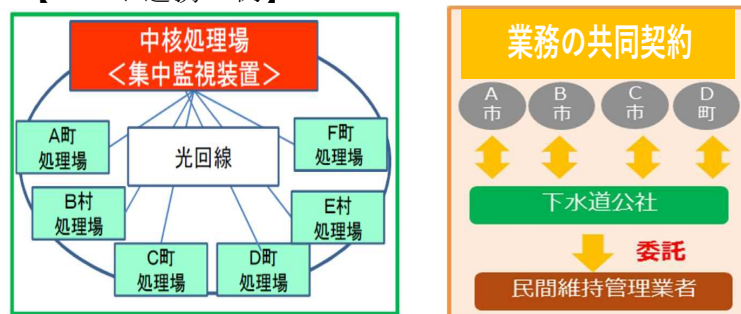 中核処理場
＜集中監視装置＞
A町
処理場
F町
処理場
光回線
B村
処理場
E村
処理場
C町
処理場
D町
処理場
業務の共同契約
A
市
B
市
C
市
D
町
下水道公社
委託
民間維持管理業者